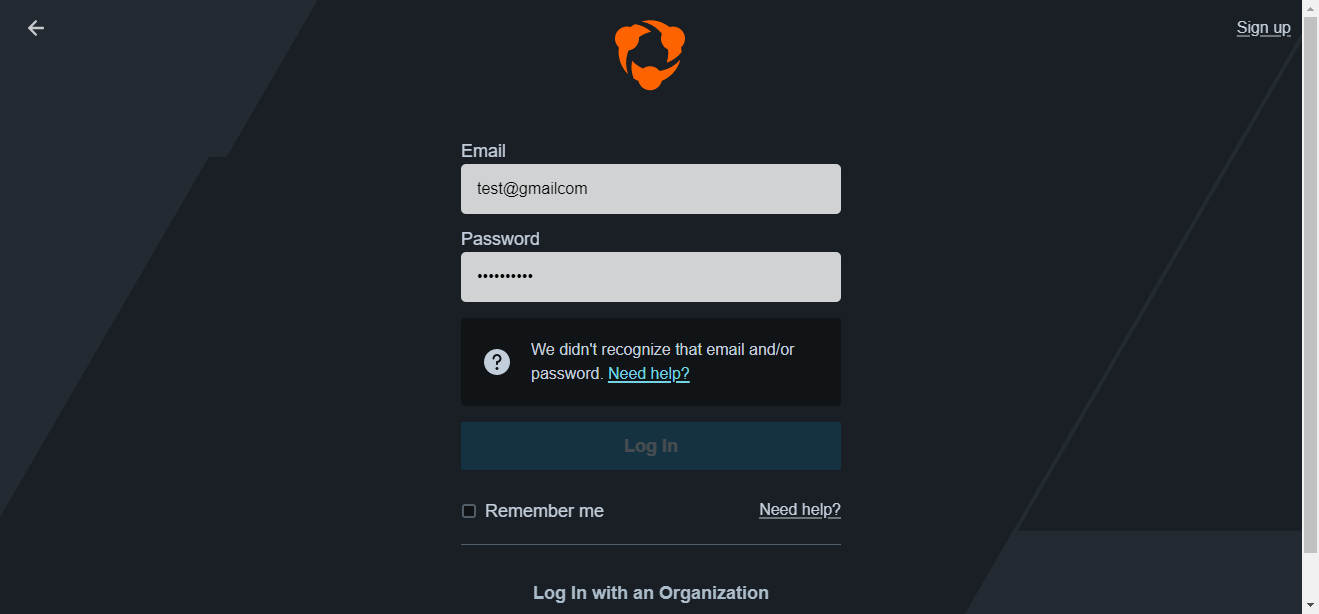 Sign up
Email
test@gmailcom
Password
••••••••••
We didn't recognize that email and/or
password. Need help?
Log In
Remember me
Need help?
Log In with an Organization